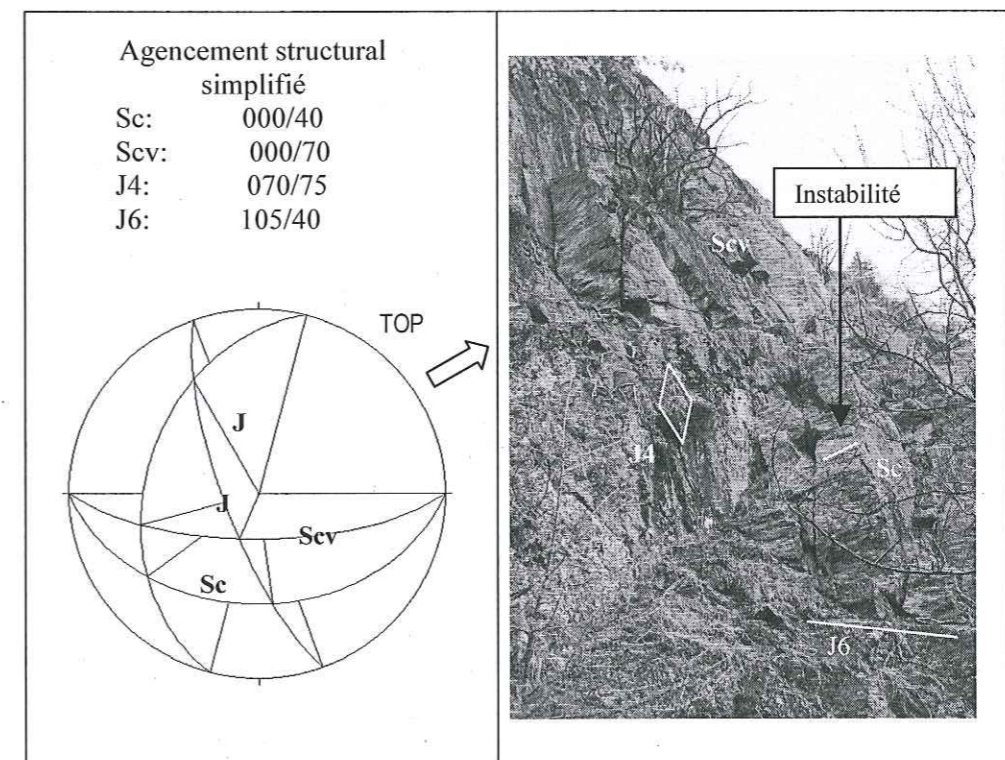 Agencement structural
simplifié
Sc: 000/40
Scv: 000/70
J4: 070/75
J6: 105/40
TOP
J
J
Scv
Sc
Instabilité
Scv
J4
Sc
J6